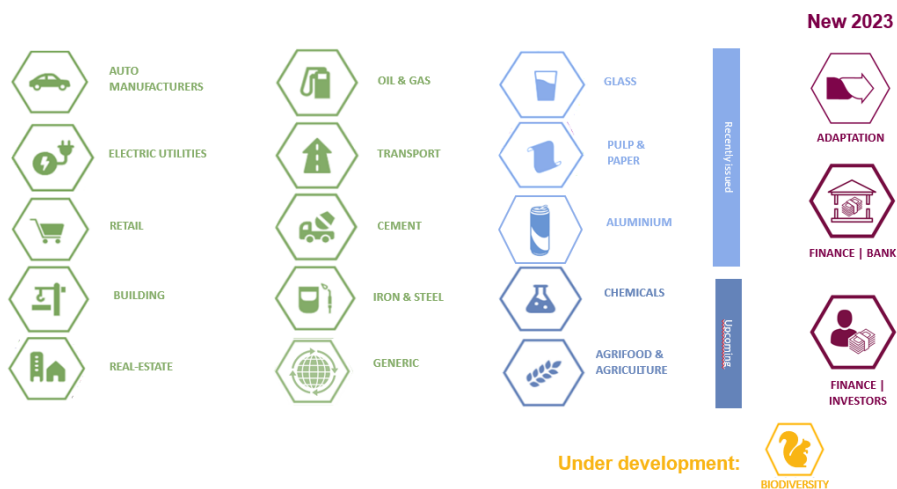 New 2023
AUTO
MANUFACTURERS
OIL & GAS
GLASS
ELECTRIC UTILITIES
TRANSPORT
PULP &
PAPER
Recently issued
ADAPTATION
RETAIL
CEMENT
ALUMINIUM
FINANCE | BANK
BUILDING
IRON & STEEL
CHEMICALS
REAL-ESTATE
GENERIC
AGRIFOOD &
AGRICULTURE
Upcoming
FINANCE |
INVESTORS
Under development:
BIODIVERSITY